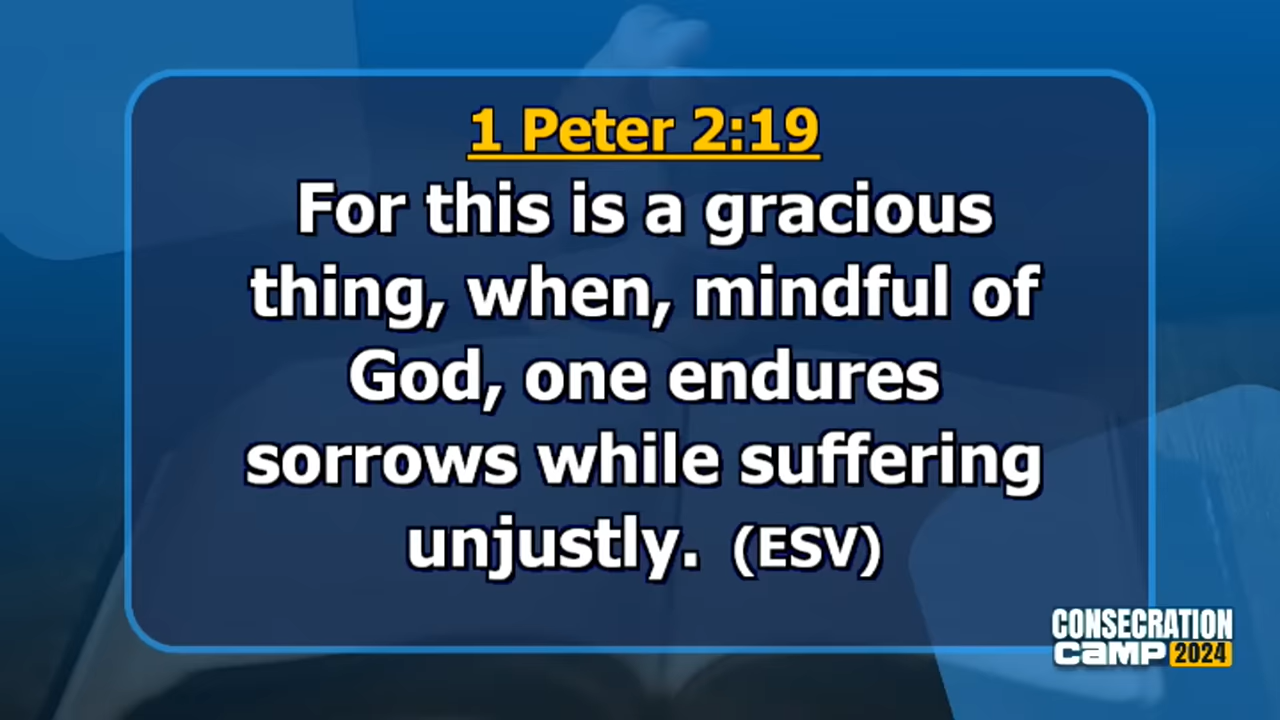 1 Peter 2:19
For this is a gracious
thing, when, mindful of
God, one endures
sorrows while suffering
unjustly. (ESV)
CONSECRATION
CAMP 2024